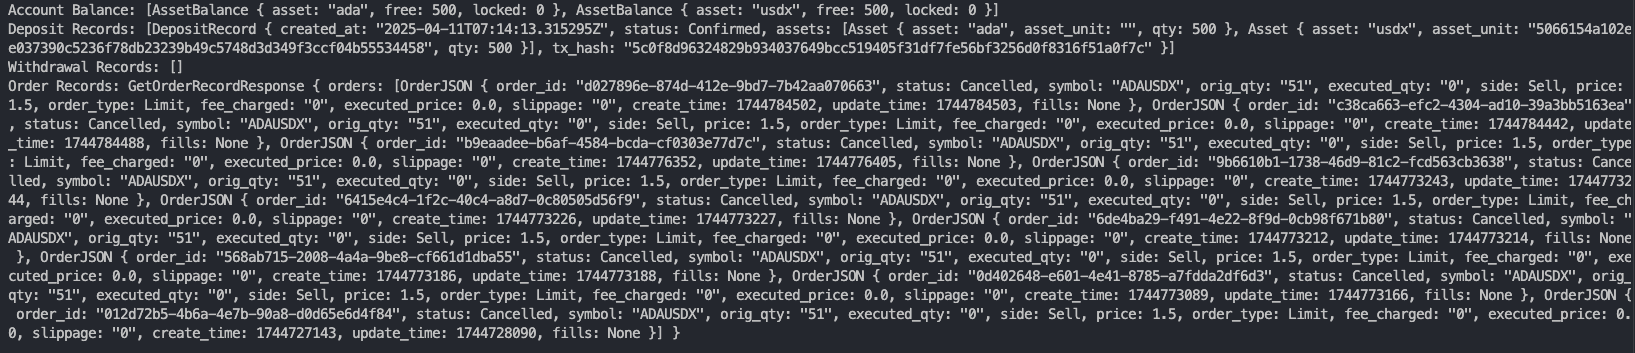 Account Balance: [AssetBalance { asset: "ada", free: 500, locked: 0 }, AssetBalance { asset: "usdx", free: 500, locked: 0 }]
Deposit Records: [DepositRecord { created_at: "2025-04-11T07:14:13.315295Z", status: Confirmed, assets: [Asset { asset: "ada", asset_unit: "", qty: 500 }, Asset { asset: "usdx", asset_unit: "5066154a102e
e037390c5236f78db23239b49c5748d3d349f3ccf04b55534458", qty: 500 }], tx_hash: "5c0f8d96324829b934037649bcc519405f31df7fe56bf3256d0f8316f51a0f7c" }]
Withdrawal Records: []
Order Records: GetOrderRecordResponse { orders: [OrderJSON { order_id: "d027896e-874d-412e-9bd7-7b42aa070663", status: Cancelled, symbol: "ADAUSDX", orig_qty: "51", executed_qty: "0", side: Sell, price:
1.5, order_type: Limit, fee_charged: "0", executed_price: 0.0, slippage: "0", create_time: 1744784502, update_time: 1744784503, fills: None }, OrderJSON { order_id: "c38ca663-efc2-4304-ad10-39a3bb5163ea"
, status: Cancelled, symbol: "ADAUSDX", orig_qty: "51", executed_qty: "0", side: Sell, price: 1.5, order_type: Limit, fee_charged: "0", executed_price: 0.0, slippage: "0", create_time: 1744784442, update
_time: 1744784488, fills: None }, OrderJSON { order_id: "b9eaadee-b6af-4584-bcda-cf0303e77d7c", status: Cancelled, symbol: "ADAUSDX", orig_qty: "51", executed_qty: "0", side: Sell, price: 1.5, order_type
: Limit, fee_charged: "0", executed_price: 0.0, slippage: "0", create_time: 1744776352, update_time: 1744776405, fills: None }, OrderJSON { order_id: "9b6610b1-1738-46d9-81c2-fcd563cb3638", status: Cance
lled, symbol: "ADAUSDX", orig_qty: "51", executed_qty: "0", side: Sell, price: 1.5, order_type: Limit, fee_charged: "0", executed_price: 0.0, slippage: "0", create_time: 1744773243, update_time: 17447732
44, fills: None }, OrderJSON { order_id: "6415e4c4-1f2c-40c4-a8d7-0c80505d56f9", status: Cancelled, symbol: "ADAUSDX", orig_qty: "51", executed_qty: "0", side: Sell, price: 1.5, order_type: Limit, fee_ch
arged: "0", executed_price: 0.0, slippage: "0", create_time: 1744773226, update_time: 1744773227, fills: None }, OrderJSON { order_id: "6de4ba29-f491-4e22-8f9d-0cb98f671b80", status: Cancelled, symbol: "
ADAUSDX", orig_qty: "51", executed_qty: "0", side: Sell, price: 1.5, order_type: Limit, fee_charged: "0", executed_price: 0.0, slippage: "0", create_time: 1744773212, update_time: 1744773214, fills: None
}, OrderJSON { order_id: "568ab715-2008-4a4a-9be8-cf661d1dba55", status: Cancelled, symbol: "ADAUSDX", orig_qty: "51", executed_qty: "0", side: Sell, price: 1.5, order_type: Limit, fee_charged: "0", exe
cuted_price: 0.0, slippage: "0", create_time: 1744773186, update_time: 1744773188, fills: None }, OrderJSON { order_id: "0d402648-e601-4e41-8785-a7fdda2df6d3", status: Cancelled, symbol: "ADAUSDX", orig_
qty: "51", executed_qty: "0", side: Sell, price: 1.5, order_type: Limit, fee_charged: "0", executed_price: 0.0, slippage: "0", create_time: 1744773089, update_time: 1744773166, fills: None }, OrderJSON {
order_id: "012d72b5-4b6a-4e7b-90a8-d0d65e6d4f84", status: Cancelled, symbol: "ADAUSDX", orig_qty: "51", executed_qty: "0", side: Sell, price: 1.5, order_type: Limit, fee_charged: "0", executed_price: 0.
0, slippage: "0", create_time: 1744727143, update_time: 1744728090, fills: None }] }